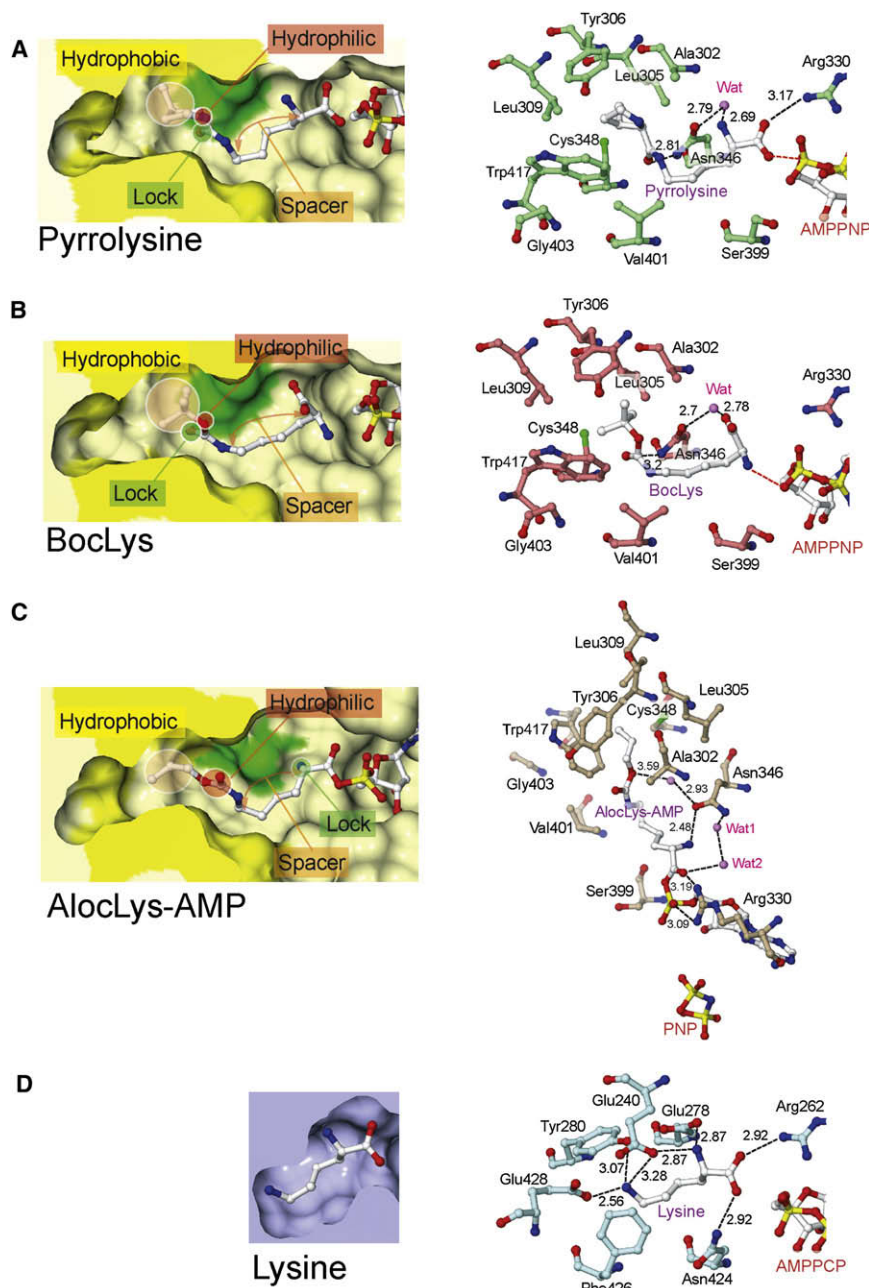 A
Hydrophobic
Hydrophilic
Lock
Spacer
Pyrrolysine
Tyr306
Ala302
Arg330
Leu305
Wat
Leu309
2.79
3.17
2.69
Cys348
2.81
Asn346
Trp417
Pyrrolysine
Gly403
Val401
Ser399
AMPPNP
B
Hydrophobic
Hydrophilic
Lock
Spacer
BocLys
Tyr306
Ala302
Leu309
Leu305
Wat
Arg330
2.7
2.78
Cys348
Asn346
Trp417
3.2
BocLys
Gly403
Val401
Ser399
AMPPNP
C
Hydrophobic
Hydrophilic
Lock
Spacer
AlocLys-AMP
Leu309
Tyr306
Leu305
Cys348
Trp417
Ala302
3.59
Asn346
Gly403
2.93
AlocLys-AMP
Val401
2.48
Wat1
Wat2
Ser399
3.19
Arg330
3.09
PNP
D
Lysine
Glu240
Glu278
Arg262
Tyr280
2.87
2.92
3.07
2.87
Glu428
3.28
2.56
Lysine
2.92
AMPPCP
Phe426
Asn424